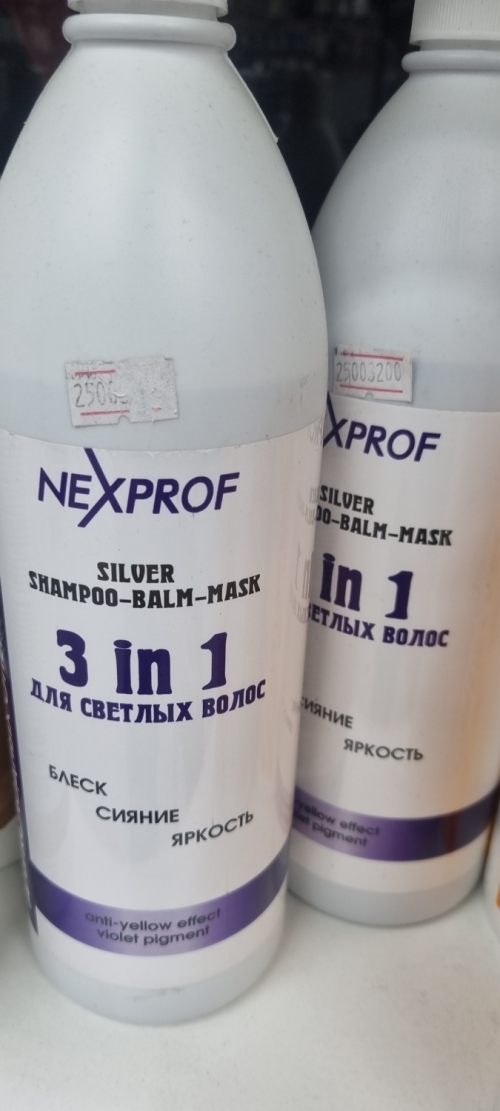 NEXPROF
SILVER
SHAMPOO-BALM-MASK
3 in 1
ДЛЯ СВЕТЛЫХ ВОЛОС
БЛЕСК
СИЯНИЕ
ЯРКОСТЬ
anti-yellow effect
violet pigment
25003200
XPROF
SILVER
OO-BALM-MASK
in 1
ЕТЛЫХ ВОЛОС
СИЯНИЕ
ЯРКОСТЬ
yellow effect
pigment